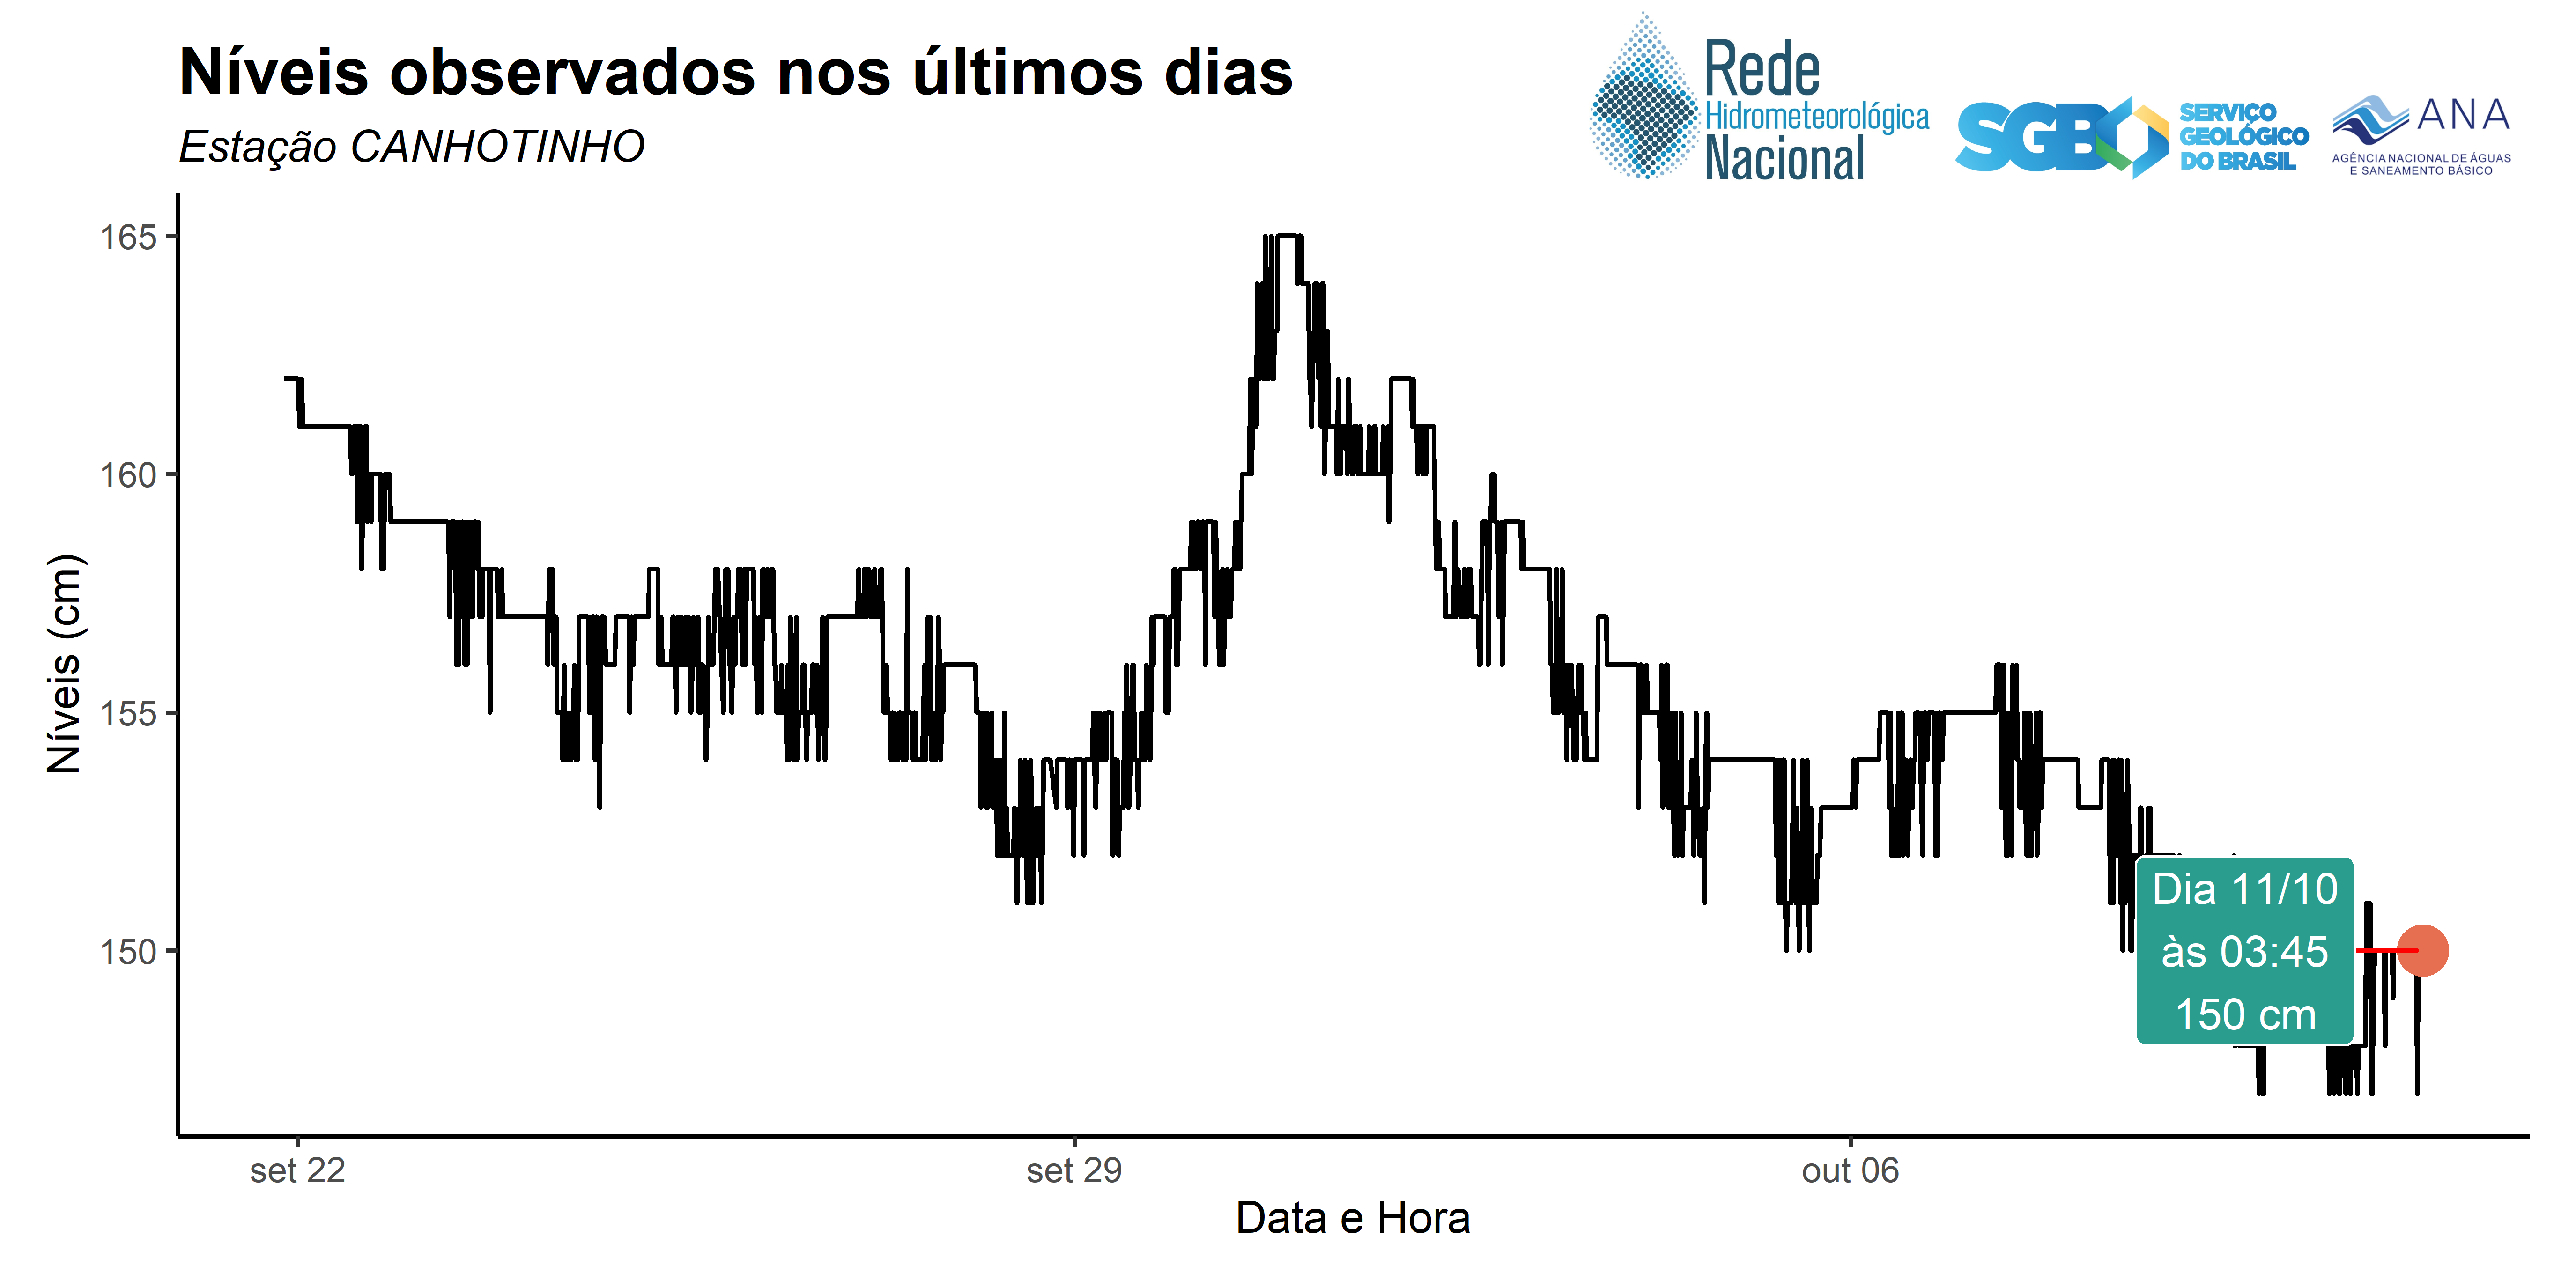 Níveis observados nos últimos dias
Estação CANHOTINHO
Rede
Hidrometeorológica
Nacional
SGB
SERVIÇO
GEOLÓGICO
DO BRASIL
ANA
AGÊNCIA NACIONAL DE ÁGUAS
E SANEAMENTO BÁSICO
Níveis (cm)
165
160
155
150
Dia 11/10
às 03:45
150 cm
set 22
set 29
out 06
Data e Hora